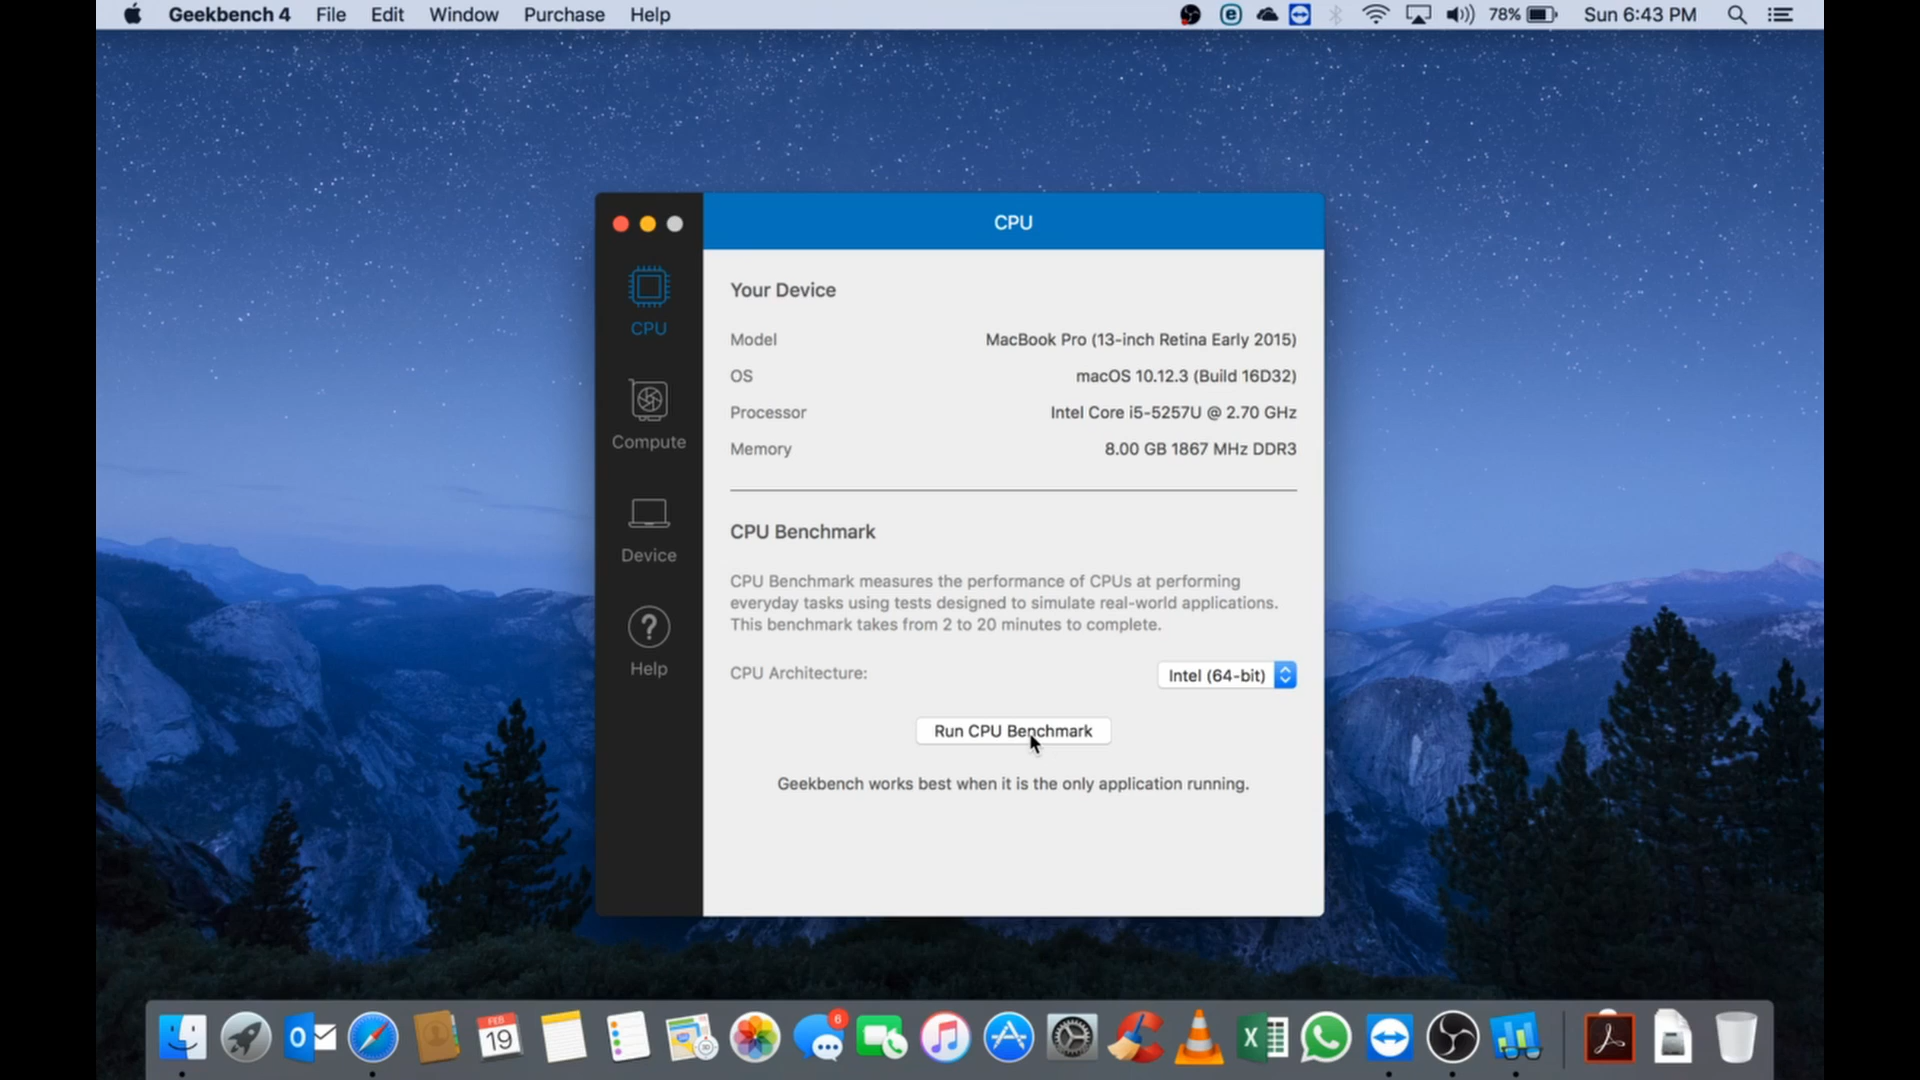 Geekbench 4 File Edit Window Purchase Help 78% Sun 6:43 PM
CPU
Your Device
Model MacBook Pro (13-inch Retina Early 2015)
OS macOS 10.12.3 (Build 16D32)
Processor Intel Core i5-5257U @ 2.70 GHz
Memory 8.00 GB 1867 MHz DDR3
CPU Benchmark
CPU Benchmark measures the performance of CPUs at performing
everyday tasks using tests designed to simulate real-world applications.
This benchmark takes from 2 to 20 minutes to complete.
CPU Architecture: Intel (64-bit)
Run CPU Benchmark
Geekbench works best when it is the only application running.
CPU
Compute
Device
Help
FEB
19
6